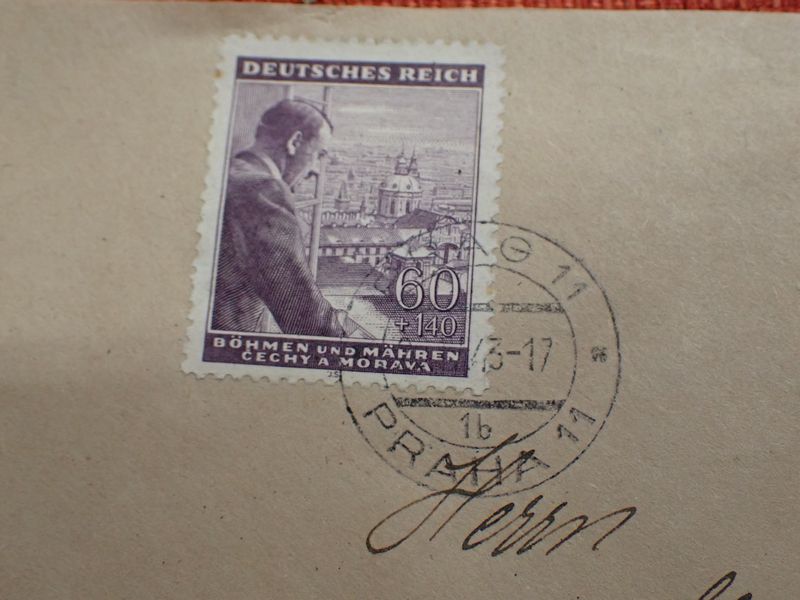 DEUTSCHES REICH
60
+140
BÖHMEN UND MÄHREN
ČECHY A MORAVA
AG 11
43-17
1b
PRAHA 11
a
Herrn